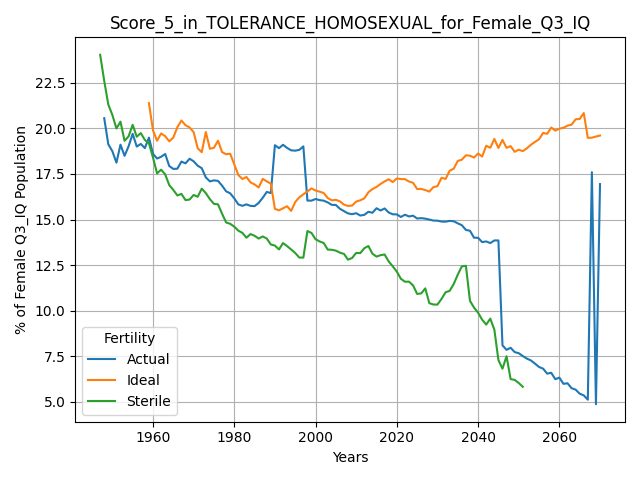 Score_5_in_TOLERANCE_HOMOSEXUAL_for_Female_Q3_IQ
% of Female Q3_IQ Population
22.5
20.0
17.5
15.0
12.5
10.0
7.5
5.0
Fertility
Actual
Ideal
Sterile
1960
1980
2000
2020
2040
2060
Years